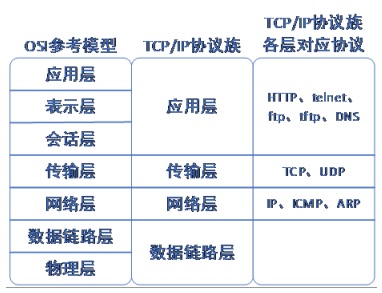 OSI参考模型
TCP/IP协议族
TCP/IP协议族
各层对应协议
应用层
表示层
会话层
应用层
HTTP、telnet、
ftp、tftp、DNS
传输层
传输层
TCP、UDP
网络层
网络层
IP、ICMP、ARP
数据链路层
物理层
数据链路层